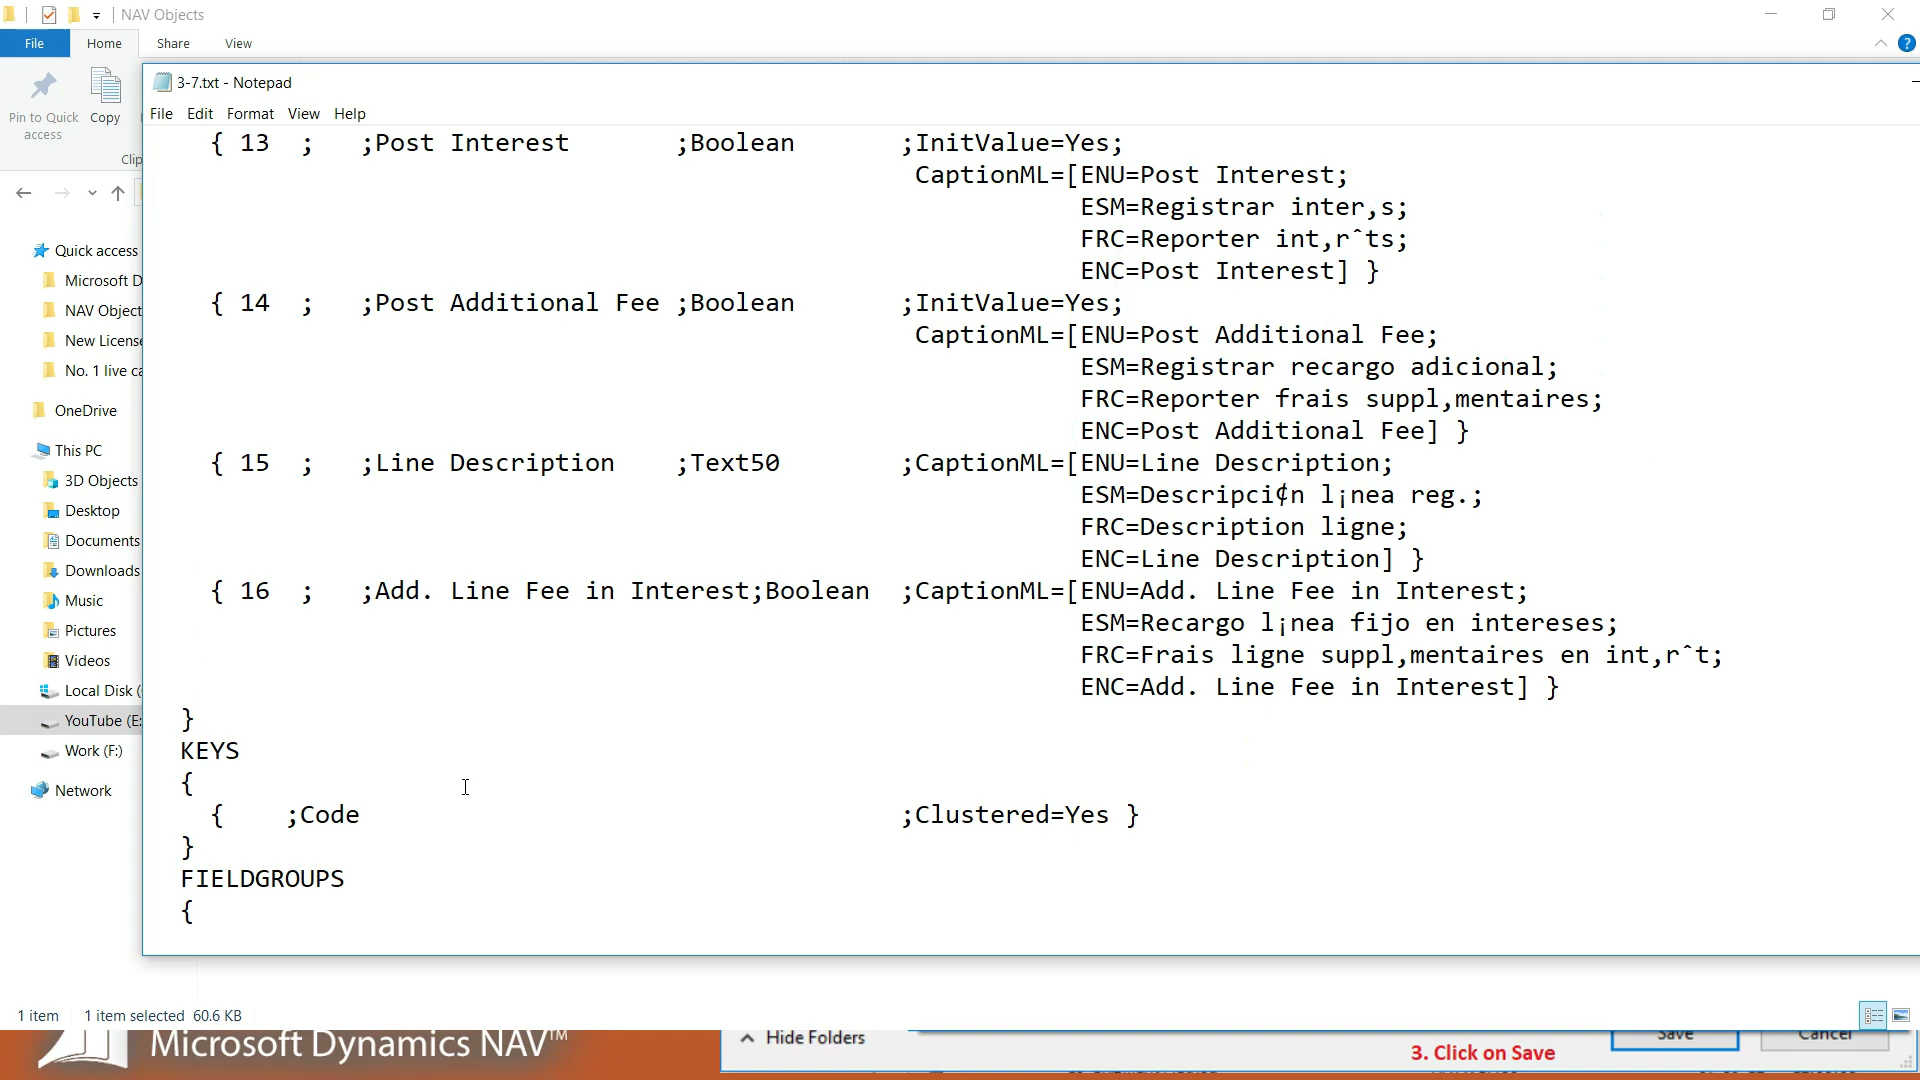 NAV Objects
File Home Share View
Pin to Quick access
Copy
Clip
3-7.txt - Notepad
File Edit Format View Help
{ 13 ; ;Post Interest ;Boolean ;InitValue=Yes;
CaptionML=[ENU=Post Interest;
ESM=Registrar inter‚s;
FRC=Reporter int‚rˆts;
ENC=Post Interest] }
{ 14 ; ;Post Additional Fee ;Boolean ;InitValue=Yes;
CaptionML=[ENU=Post Additional Fee;
ESM=Registrar recargo adicional;
FRC=Reporter frais suppl‚mentaires;
ENC=Post Additional Fee] }
{ 15 ; ;Line Description ;Text50 ;CaptionML=[ENU=Line Description;
ESM=Descripci¢n l¡nea reg.;
FRC=Description ligne;
ENC=Line Description] }
{ 16 ; ;Add. Line Fee in Interest;Boolean ;CaptionML=[ENU=Add. Line Fee in Interest;
ESM=Recargo l¡nea fijo en intereses;
FRC=Frais ligne suppl‚mentaires en int‚rˆt;
ENC=Add. Line Fee in Interest] }
}
KEYS
{
{ ;Code ;Clustered=Yes }
}
FIELDGROUPS
{
Quick access
Microsoft D
NAV Object
New License
No. 1 live ca
OneDrive
This PC
3D Objects
Desktop
Documents
Downloads
Music
Pictures
Videos
Local Disk (
YouTube (E:
Work (F:)
Network
1 item 1 item selected 60.6 KB
Microsoft Dynamics NAV™
Hide Folders
3. Click on Save
Save
Cancel